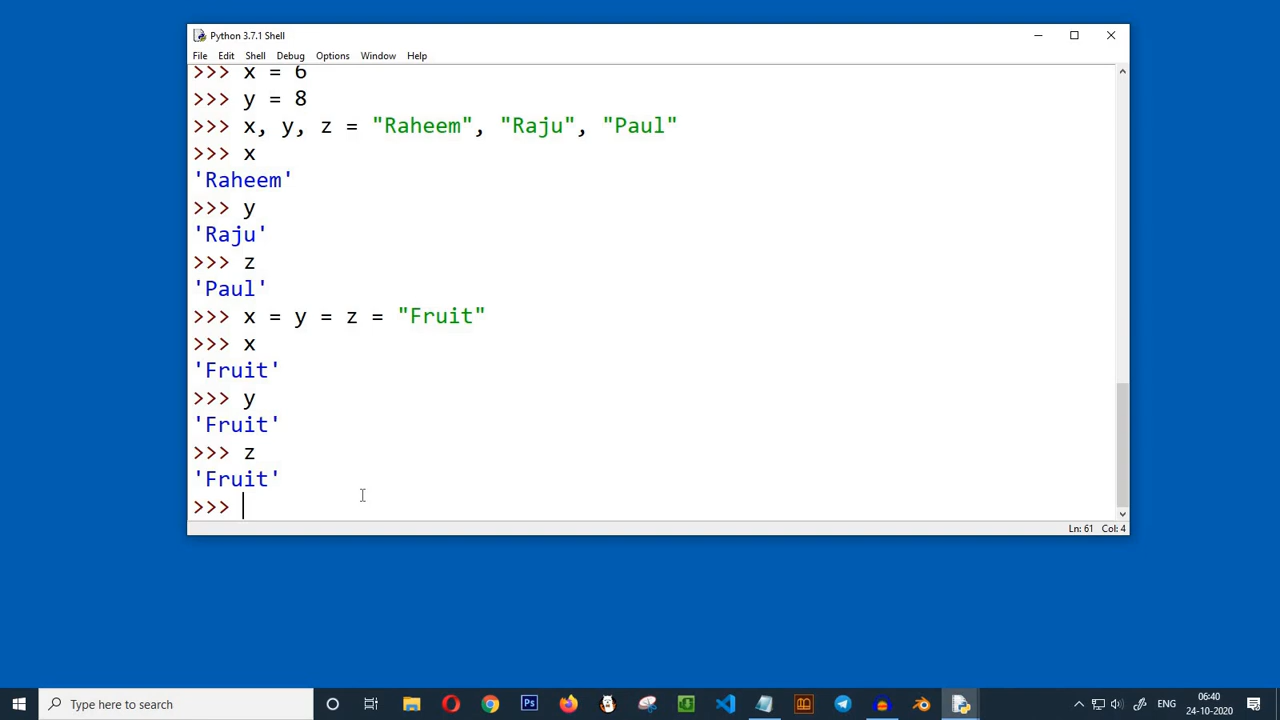 Python 3.7.1 Shell
File Edit Shell Debug Options Window Help
>>> x = 6
>>> y = 8
>>> x, y, z = "Raheem", "Raju", "Paul"
>>> x
'Raheem'
>>> y
'Raju'
>>> z
'Paul'
>>> x = y = z = "Fruit"
>>> x
'Fruit'
>>> y
'Fruit'
>>> z
'Fruit'
>>>
Ln: 61 Col: 4
Type here to search
Ps
ENG
06:40
24-10-2020